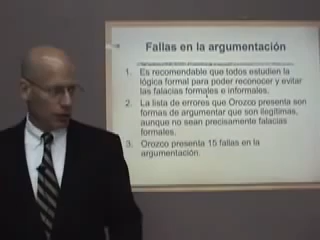 Fallas en la argumentación
1. Es recomendable que todos estudien la
lógica formal para poder reconocer y evitar
las falacias formales e informales.
2. La lista de errores que Orozco presenta son
formas de argumentar que son ilegítimas,
aunque no sean precisamente falacias
formales.
3. Orozco presenta 15 fallas en la
argumentación.